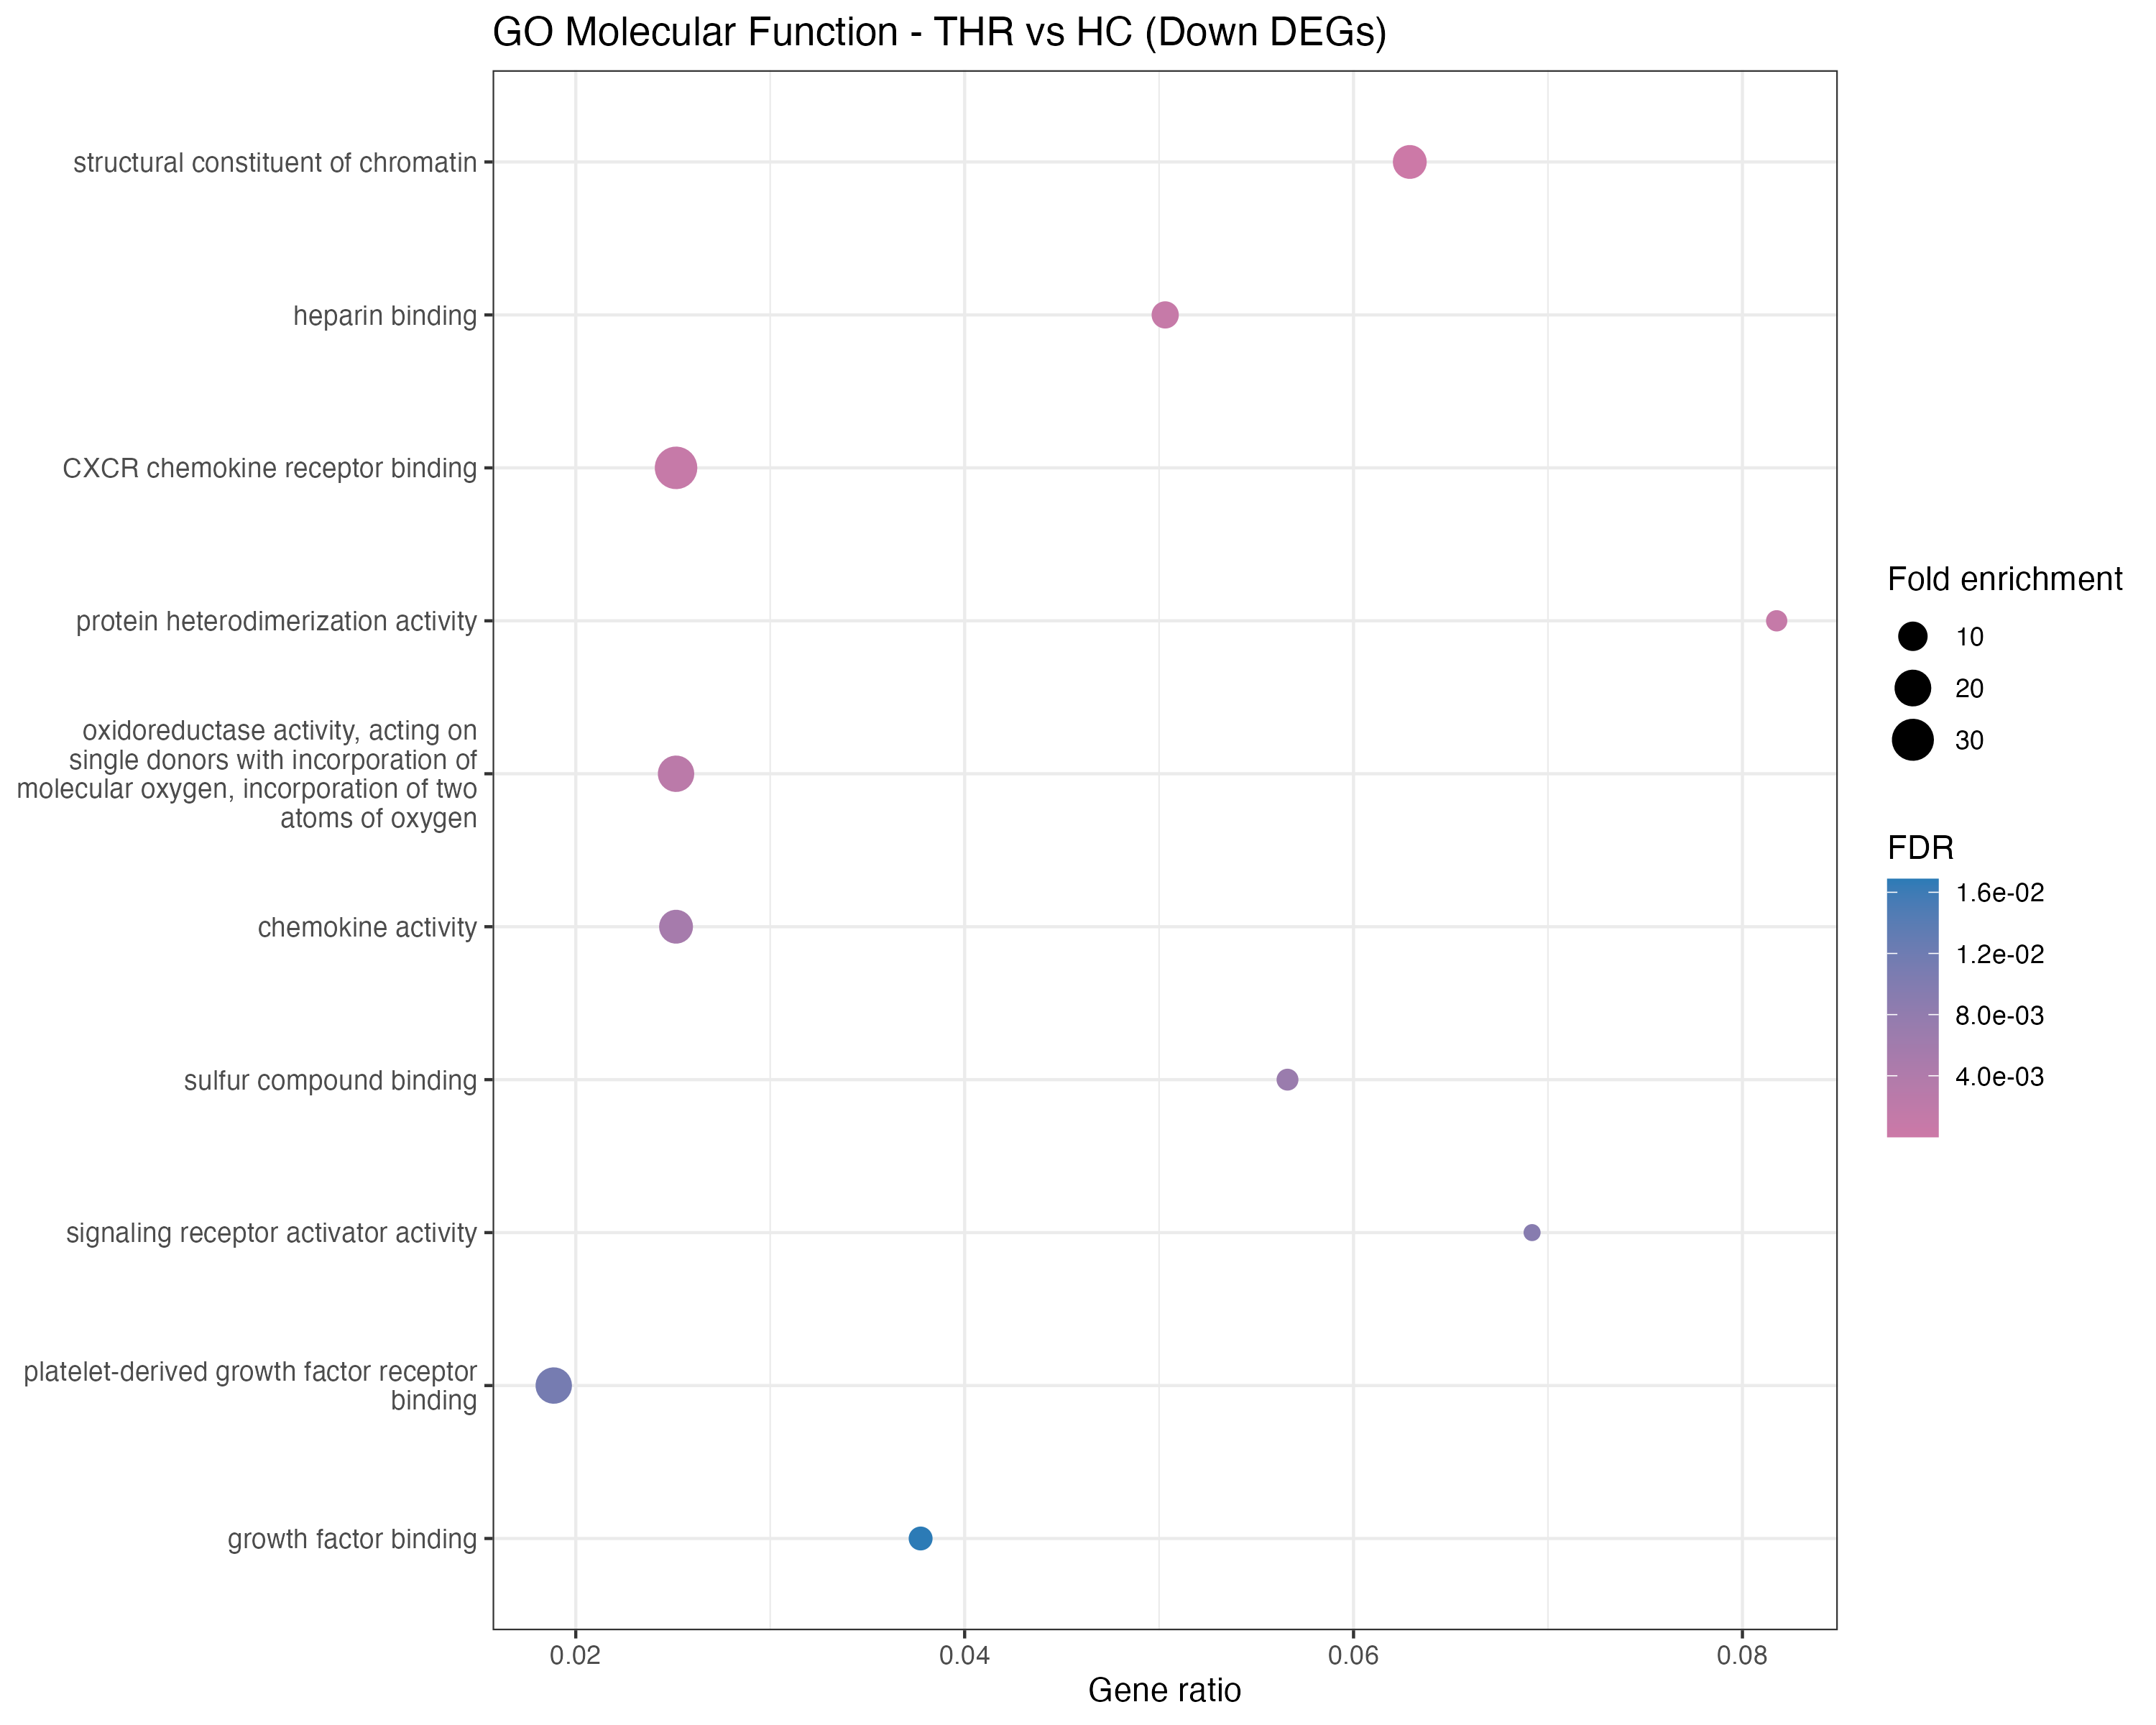 GO Molecular Function - THR vs HC (Down DEGs)
structural constituent of chromatin
heparin binding
CXCR chemokine receptor binding
protein heterodimerization activity
oxidoreductase activity, acting on
single donors with incorporation of
molecular oxygen, incorporation of two
atoms of oxygen
chemokine activity
sulfur compound binding
signaling receptor activator activity
platelet-derived growth factor receptor
binding
growth factor binding
0.02
0.04
0.06
0.08
Gene ratio
Fold enrichment
10
20
30
FDR
1.6e-02
1.2e-02
8.0e-03
4.0e-03